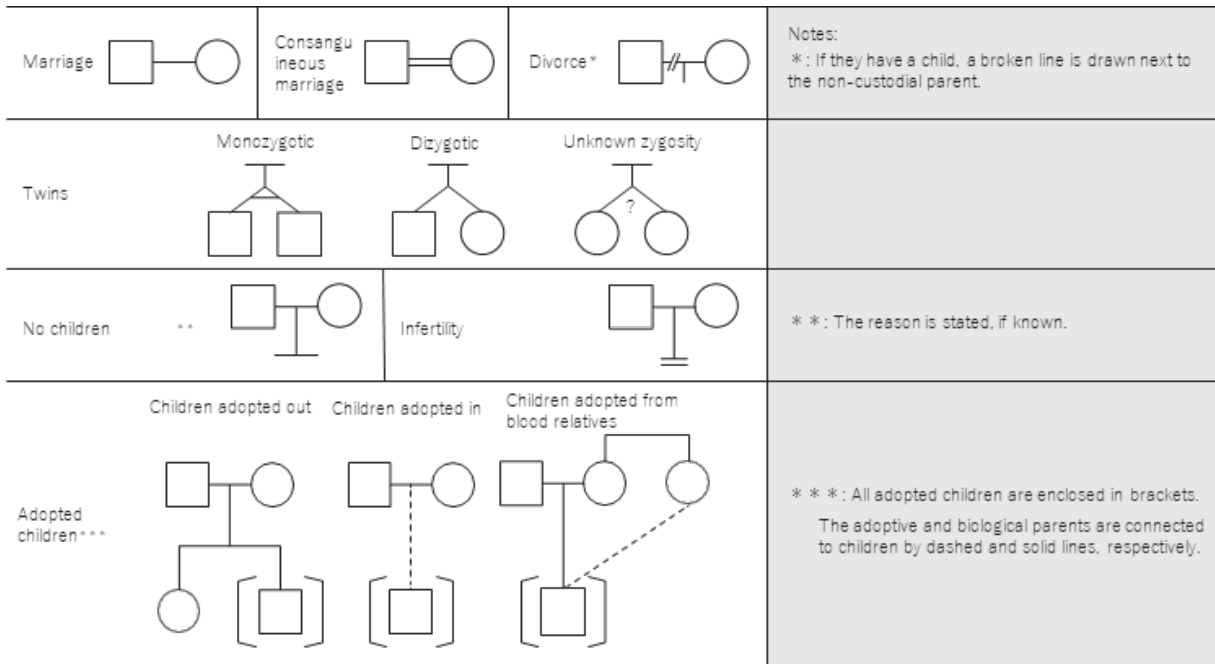 Marriage
Consangu
ineous
marriage
Divorce*
Notes:
*: If they have a child, a broken line is drawn next to
the non-custodial parent.
Twins
Monozygotic
Dizygotic
Unknown zygosity
?
No children **
Infertility
**: The reason is stated, if known.
Children adopted out
Children adopted in
Children adopted from
blood relatives
Adopted
children***
***: All adopted children are enclosed in brackets.
The adoptive and biological parents are connected
to children by dashed and solid lines, respectively.